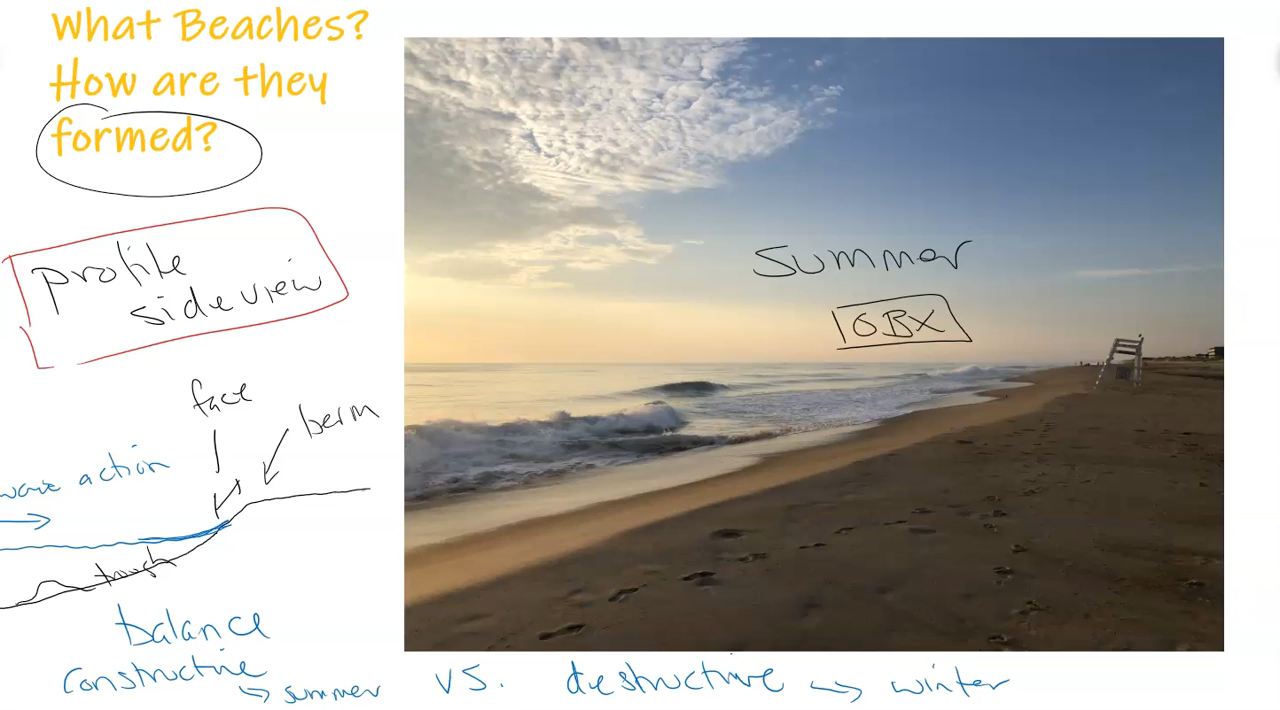 What Beaches?
How are they
formed?
profile
sideview
summer
OBX
face
berm
wave action
trough
balance
constructive vs. destructive → winter
↳ summer